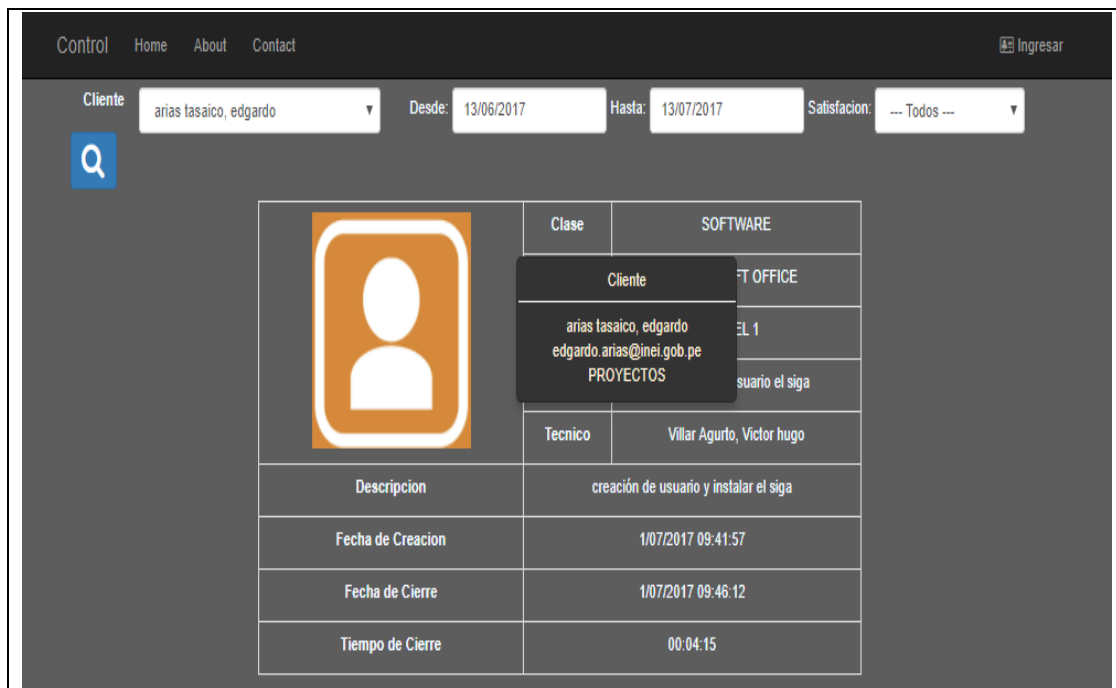 Control Home About Contact Ingresar
Cliente arias tasaico, edgardo Desde: 13/06/2017 Hasta: 13/07/2017 Satisfacion: --- Todos ---
Clase SOFTWARE
Cliente
arias tasaico, edgardo
edgardo.arias@inei.gob.pe
PROYECTOS
OFFICE
1
el siga
Tecnico Villar Agurto, Victor hugo
Descripcion creación de usuario y instalar el siga
Fecha de Creacion 1/07/2017 09:41:57
Fecha de Cierre 1/07/2017 09:46:12
Tiempo de Cierre 00:04:15